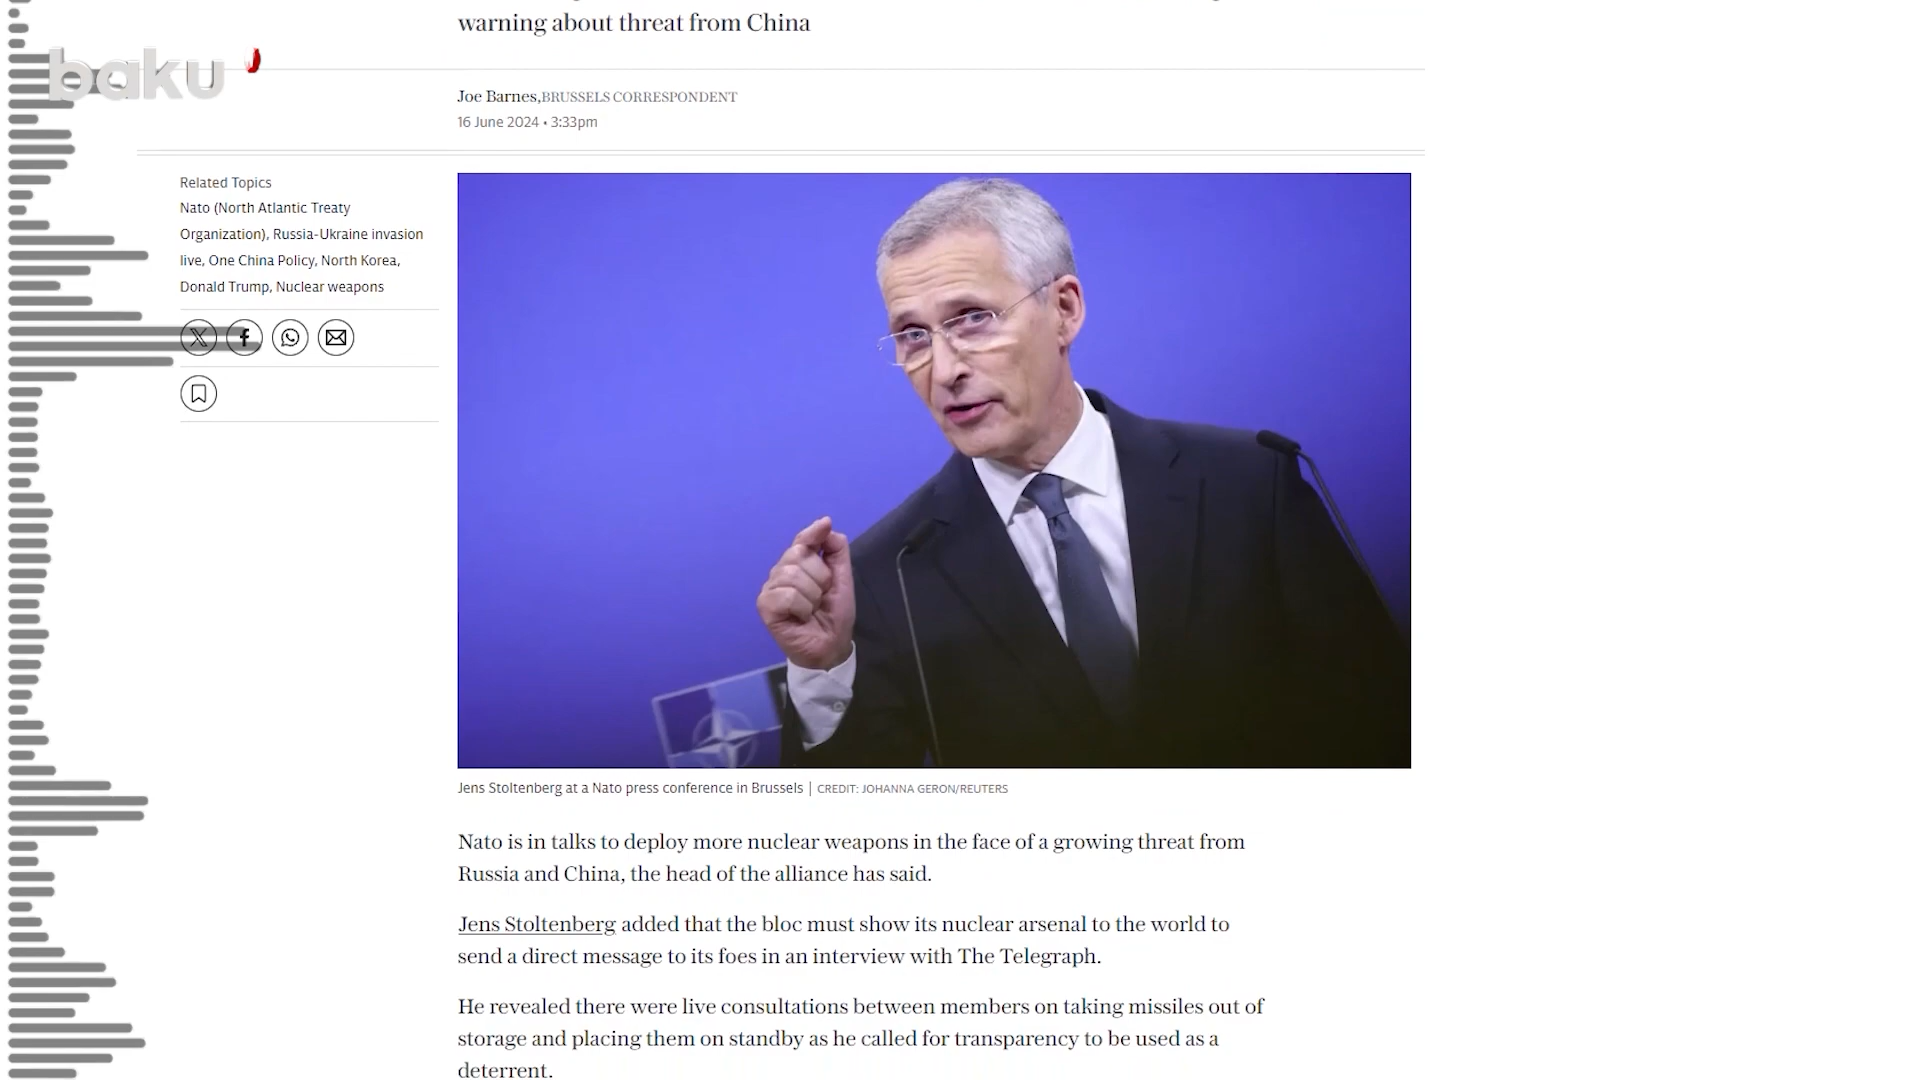 warning about threat from China
baku
Joe Barnes, BRUSSELS CORRESPONDENT
16 June 2024 • 3:33pm
Related Topics
Nato (North Atlantic Treaty
Organization), Russia-Ukraine invasion
live, One China Policy, North Korea,
Donald Trump, Nuclear weapons
Jens Stoltenberg at a Nato press conference in Brussels | CREDIT: JOHANNA GERON/REUTERS
Nato is in talks to deploy more nuclear weapons in the face of a growing threat from
Russia and China, the head of the alliance has said.
Jens Stoltenberg added that the bloc must show its nuclear arsenal to the world to
send a direct message to its foes in an interview with The Telegraph.
He revealed there were live consultations between members on taking missiles out of
storage and placing them on standby as he called for transparency to be used as a
deterrent.